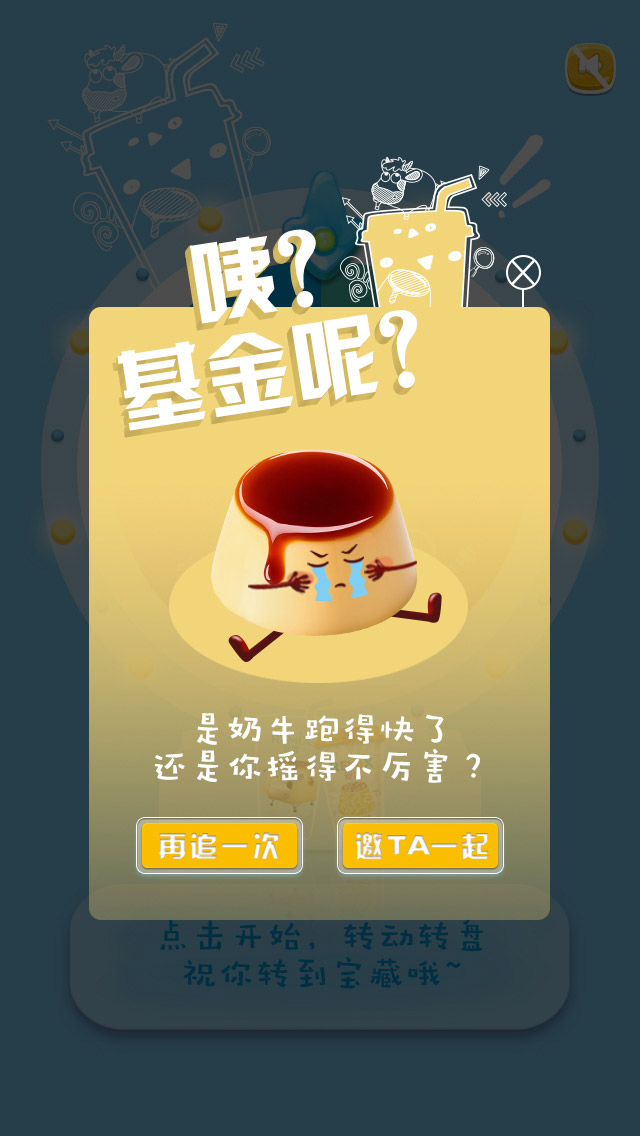 咦？
基金呢？
是奶牛跑得快了
还是你摇得不厉害？
再追一次
邀TA一起
点击开始，转动转盘
祝你转到宝藏哦~